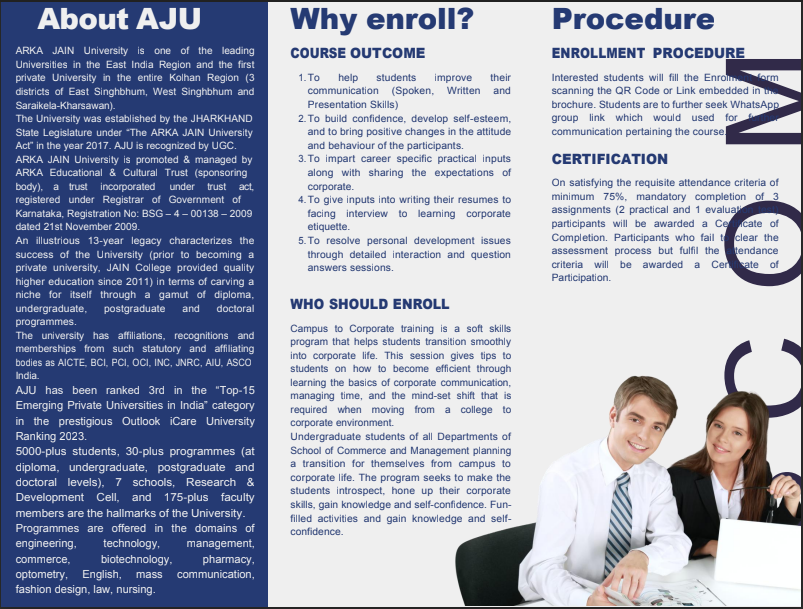 About AJU
ARKA JAIN University is one of the leading
Universities in the East India Region and the first
private University in the entire Kolhan Region (3
districts of East Singhbhum, West Singhbhum and
Saraikela-Kharsawan).
The University was established by the JHARKHAND
State Legislature under “The ARKA JAIN University
Act” in the year 2017. AJU is recognized by UGC.
ARKA JAIN University is promoted & managed by
ARKA Educational & Cultural Trust (sponsoring
body), a trust incorporated under trust act,
registered under Registrar of Government of
Karnataka, Registration No: BSG – 4 – 00138 – 2009
dated 21st November 2009.
An illustrious 13-year legacy characterizes the
success of the University (prior to becoming a
private university, JAIN College provided quality
higher education since 2011) in terms of carving a
niche for itself through a gamut of diploma,
undergraduate, postgraduate and doctoral
programmes.
The university has affiliations, recognitions and
memberships from such statutory and affiliating
bodies as AICTE, BCI, PCI, OCI, INC, JNRC, AIU, ASCO
India.
AJU has been ranked 3rd in the “Top-15
Emerging Private Universities in India” category
in the prestigious Outlook iCare University
Ranking 2023.
5000-plus students, 30-plus programmes (at
diploma, undergraduate, postgraduate and
doctoral levels), 7 schools, Research &
Development Cell, and 175-plus faculty
members are the hallmarks of the University.
Programmes are offered in the domains of
engineering, technology, management,
commerce, biotechnology, pharmacy,
optometry, English, mass communication,
fashion design, law, nursing.
Why enroll?
COURSE OUTCOME
1. To help students improve their
communication (Spoken, Written and
Presentation Skills)
2. To build confidence, develop self-esteem,
and to bring positive changes in the attitude
and behaviour of the participants.
3. To impart career specific practical inputs
along with sharing the expectations of
corporate.
4. To give inputs into writing their resumes to
facing interview to learning corporate
etiquette.
5. To resolve personal development issues
through detailed interaction and question
answers sessions.
WHO SHOULD ENROLL
Campus to Corporate training is a soft skills
program that helps students transition smoothly
into corporate life. This session gives tips to
students on how to become efficient through
learning the basics of corporate communication,
managing time, and the mind-set shift that is
required when moving from a college to
corporate environment.
Undergraduate students of all Departments of
School of Commerce and Management planning
a transition for themselves from campus to
corporate life. The program seeks to make the
students introspect, hone up their corporate
skills, gain knowledge and self-confidence. Fun-
filled activities and gain knowledge and self-
confidence.
Procedure
ENROLLMENT PROCEDURE
Interested students will fill the Enrolment form
scanning the QR Code or Link embedded in the
brochure. Students are to further seek WhatsApp
group link which would used for further
communication pertaining the course.
CERTIFICATION
On satisfying the requisite attendance criteria of
minimum 75%, mandatory completion of 3
assignments (2 practical and 1
participants will be awarded a Certificate of
Completion. Participants who fail to clear the
assessment process but fulfil the attendance
criteria will be awarded a Certificate of
Participation.
COM